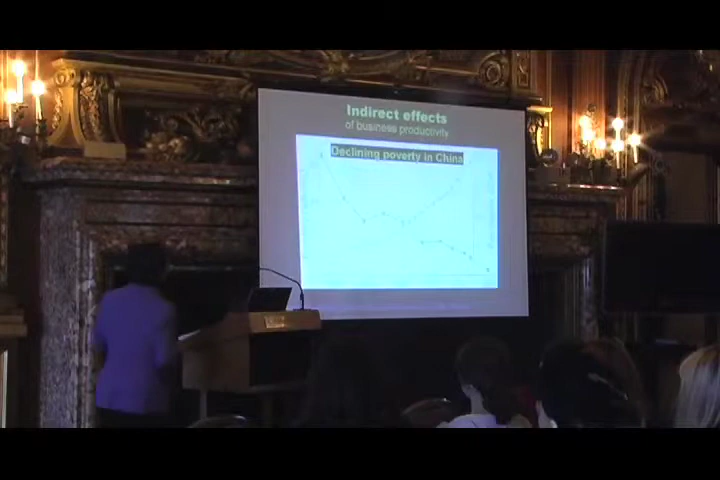 Indirect effects
of business productivity
Declining poverty in China